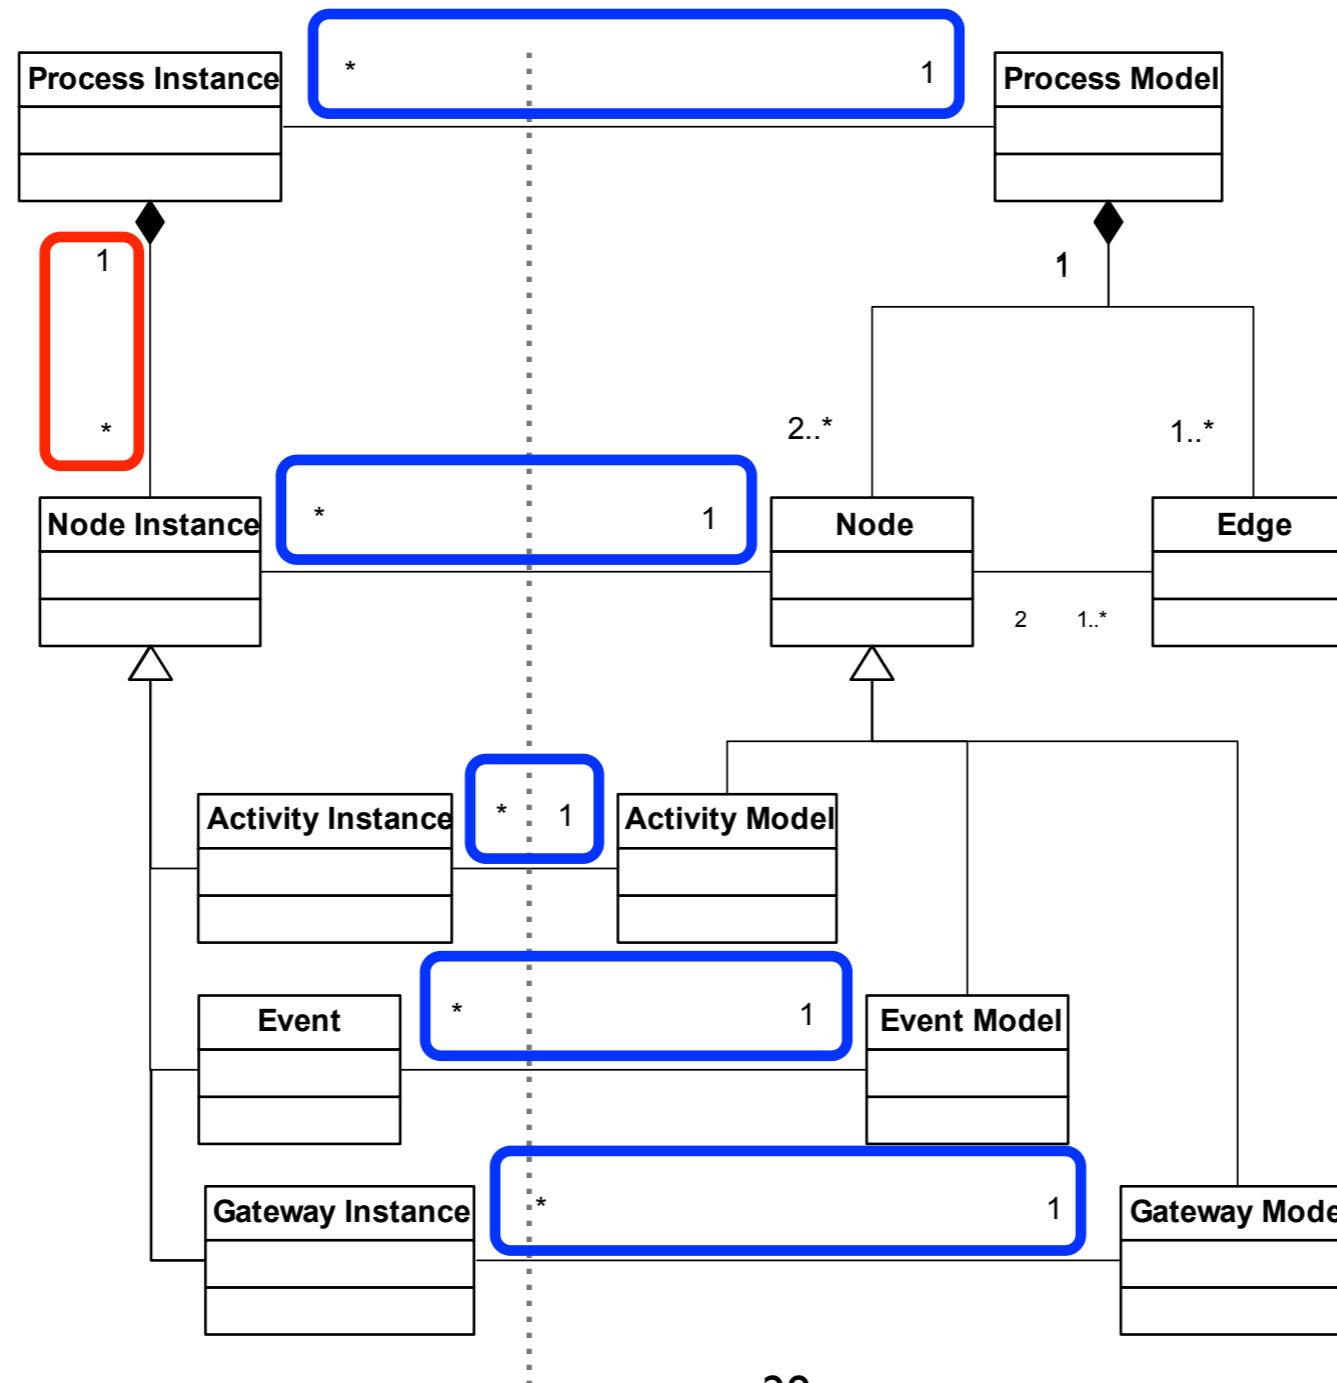 * 1
Process Instance Process Model
1 1
2..* 1..*
*
* 1
Node Instance Node Edge
2 1..*
* 1
Activity Instance Activity Model
* 1
Event Event Model
* 1
Gateway Instance Gateway Mode